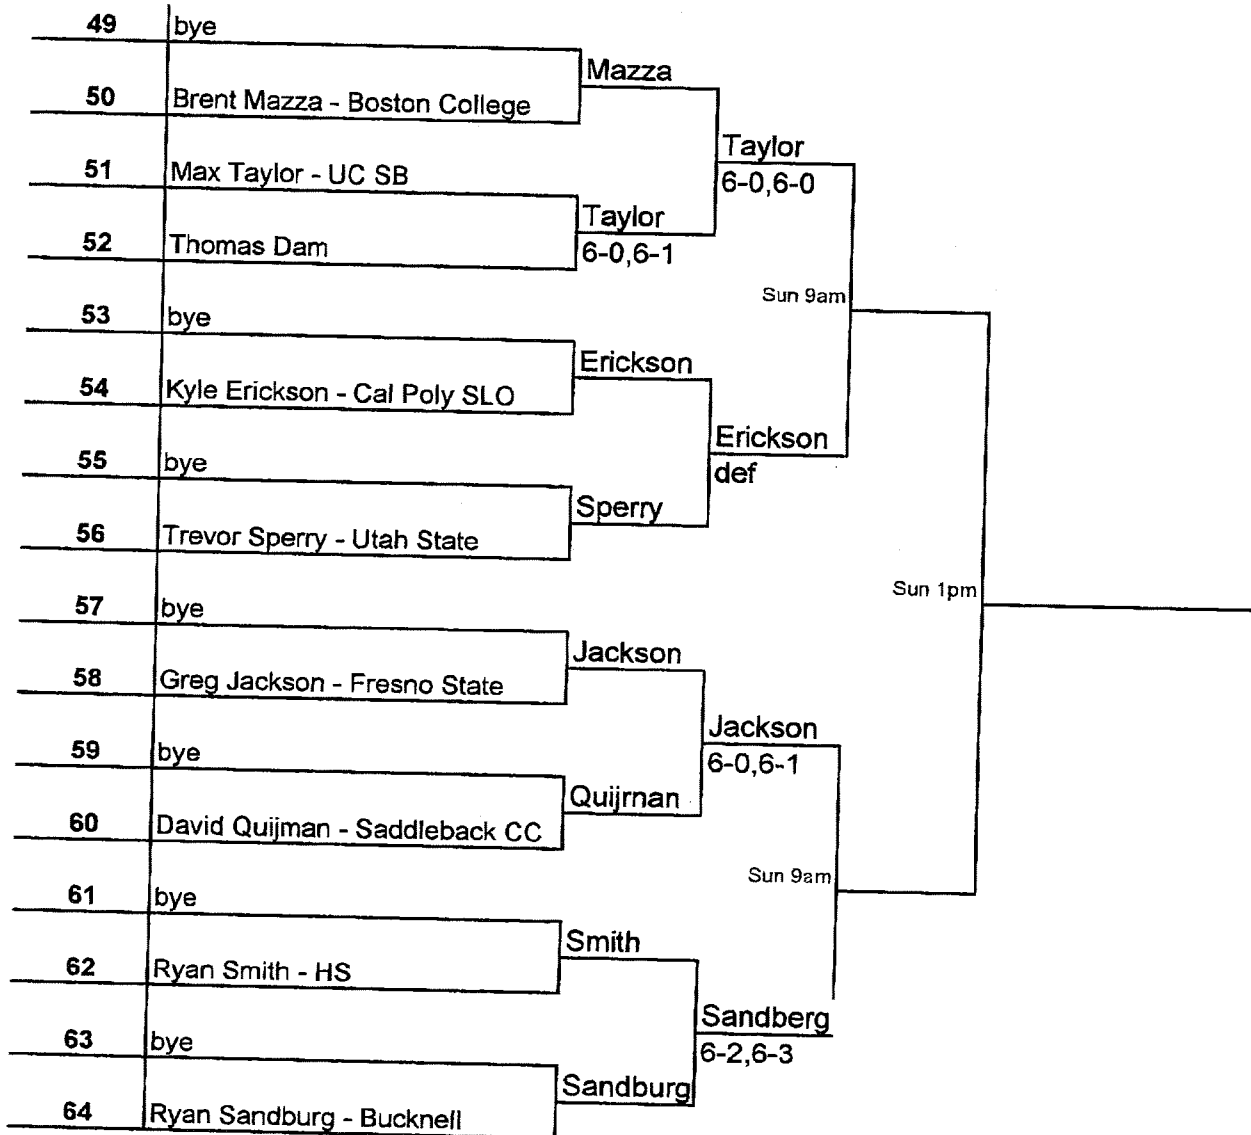 49 bye
Mazza
50 Brent Mazza - Boston College
Taylor
51 Max Taylor - UC SB
6-0,6-0
Taylor
52 Thomas Dam
6-0,6-1
Sun 9am
53 bye
Erickson
54 Kyle Erickson - Cal Poly SLO
Erickson
55 bye
def
Sperry
56 Trevor Sperry - Utah State
Sun 1pm
57 bye
Jackson
58 Greg Jackson - Fresno State
Jackson
59 bye
6-0,6-1
Quijrnan
60 David Quijman - Saddleback CC
Sun 9am
61 bye
Smith
62 Ryan Smith - HS
Sandberg
63 bye
6-2,6-3
Sandburg
64 Ryan Sandburg - Bucknell